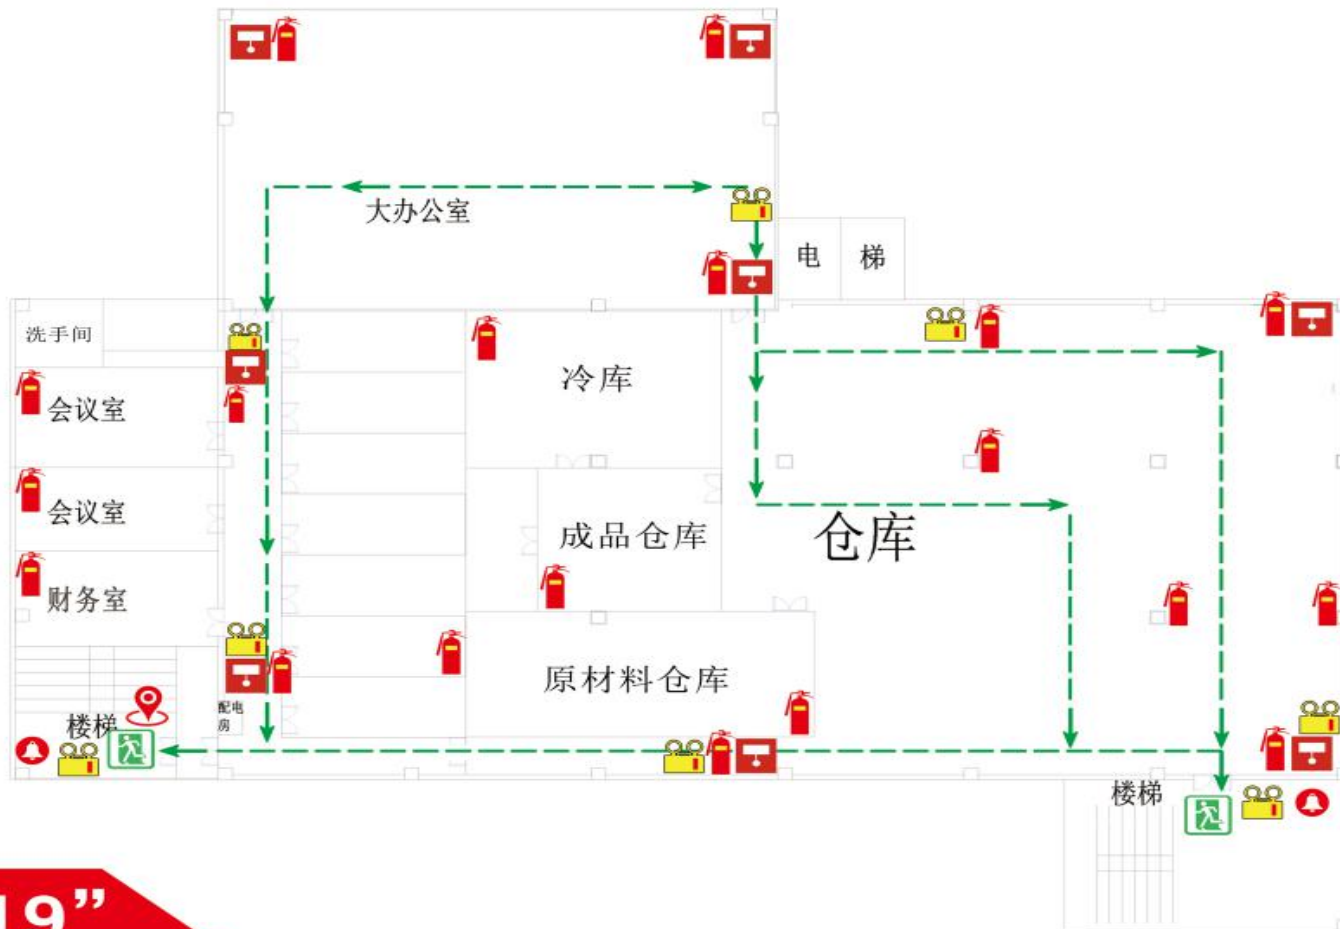 大办公室
电 梯
洗手间
会议室
冷库
会议室
成品仓库
仓库
财务室
原材料仓库
配电
房
楼梯
楼梯
19”